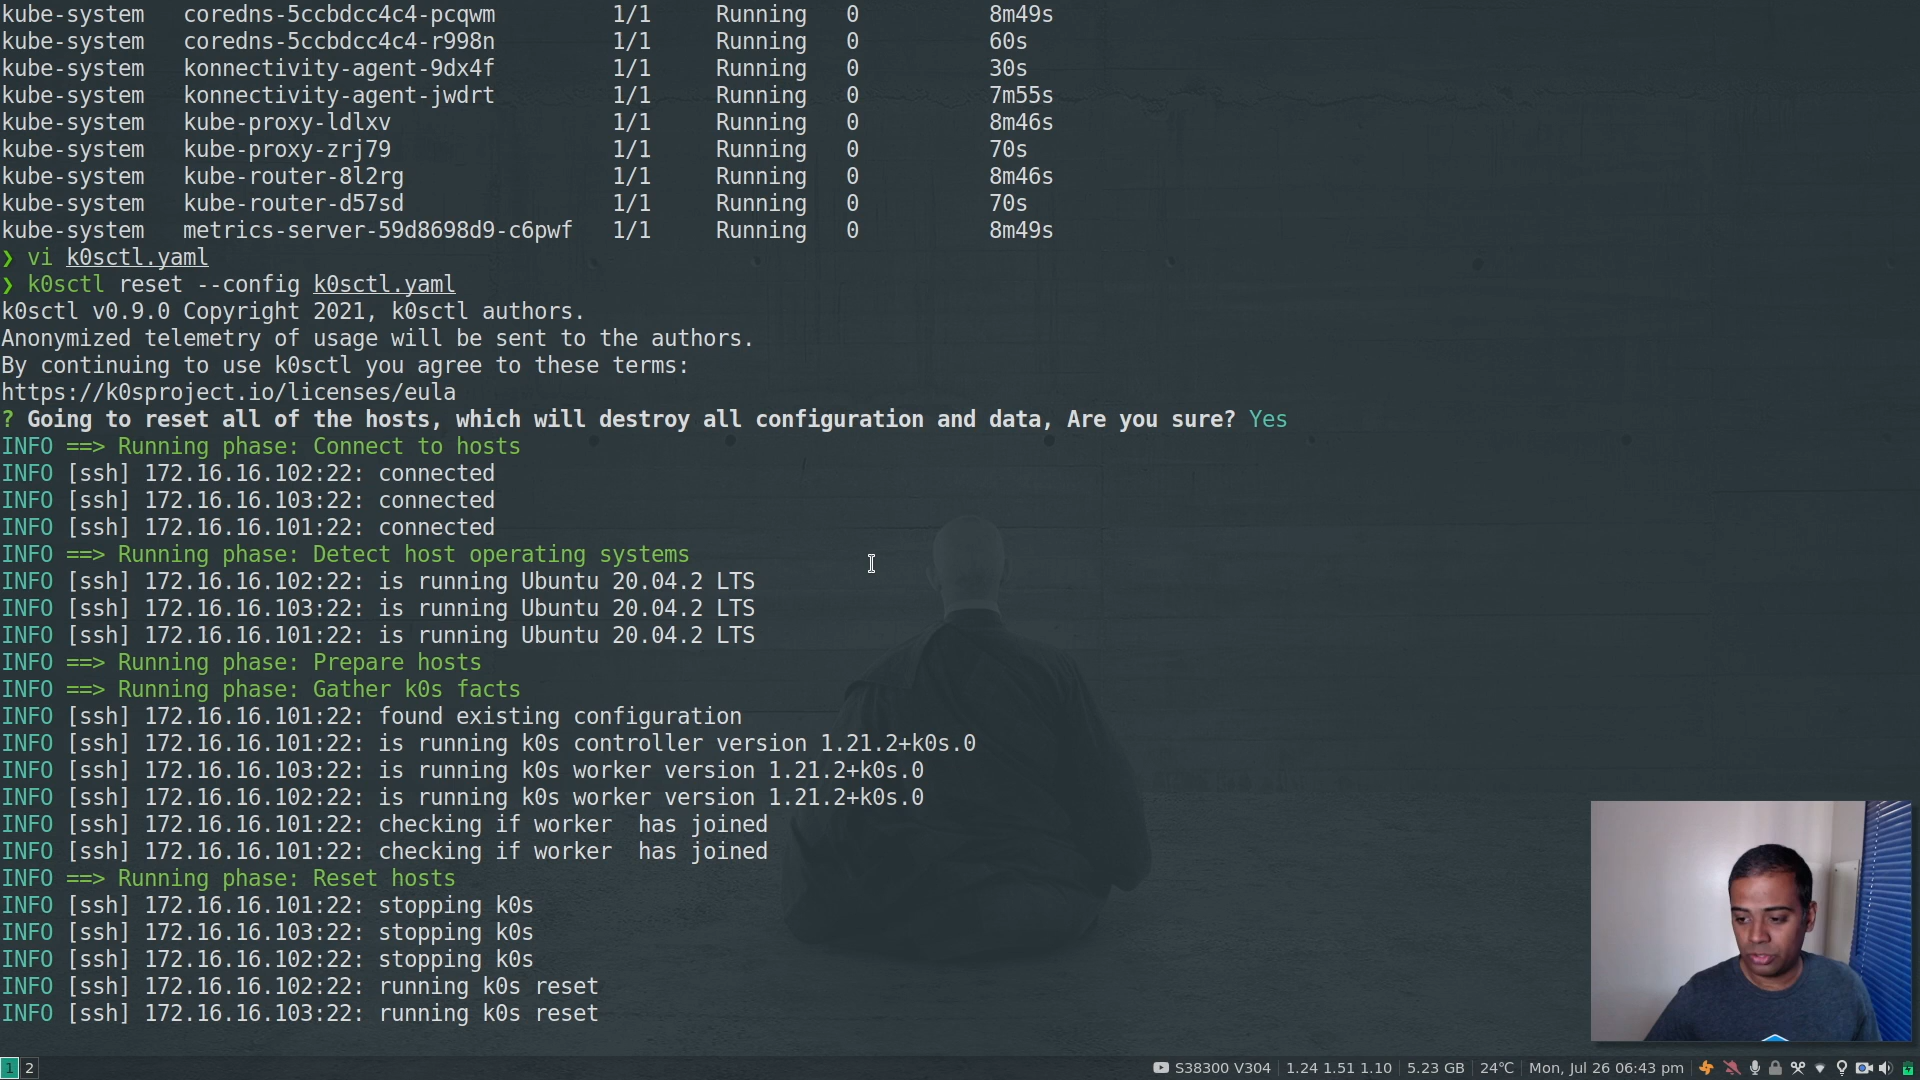 kube-system   coredns-5ccbdcc4c4-pcqwm         1/1     Running   0          8m49s
kube-system   coredns-5ccbdcc4c4-r998n         1/1     Running   0          60s
kube-system   konnectivity-agent-9dx4f         1/1     Running   0          30s
kube-system   konnectivity-agent-jwdrt         1/1     Running   0          7m55s
kube-system   kube-proxy-ldlxv                 1/1     Running   0          8m46s
kube-system   kube-proxy-zrj79                 1/1     Running   0          70s
kube-system   kube-router-8l2rg                1/1     Running   0          8m46s
kube-system   kube-router-d57sd                1/1     Running   0          70s
kube-system   metrics-server-59d8698d9-c6pwf   1/1     Running   0          8m49s
❯ vi k0sctl.yaml
❯ k0sctl reset --config k0sctl.yaml
k0sctl v0.9.0 Copyright 2021, k0sctl authors.
Anonymized telemetry of usage will be sent to the authors.
By continuing to use k0sctl you agree to these terms:
https://k0sproject.io/licenses/eula
? Going to reset all of the hosts, which will destroy all configuration and data, Are you sure? Yes
INFO ==> Running phase: Connect to hosts
INFO [ssh] 172.16.16.102:22: connected
INFO [ssh] 172.16.16.103:22: connected
INFO [ssh] 172.16.16.101:22: connected
INFO ==> Running phase: Detect host operating systems
INFO [ssh] 172.16.16.102:22: is running Ubuntu 20.04.2 LTS
INFO [ssh] 172.16.16.103:22: is running Ubuntu 20.04.2 LTS
INFO [ssh] 172.16.16.101:22: is running Ubuntu 20.04.2 LTS
INFO ==> Running phase: Prepare hosts
INFO ==> Running phase: Gather k0s facts
INFO [ssh] 172.16.16.101:22: found existing configuration
INFO [ssh] 172.16.16.101:22: is running k0s controller version 1.21.2+k0s.0
INFO [ssh] 172.16.16.103:22: is running k0s worker version 1.21.2+k0s.0
INFO [ssh] 172.16.16.102:22: is running k0s worker version 1.21.2+k0s.0
INFO [ssh] 172.16.16.101:22: checking if worker  has joined
INFO [ssh] 172.16.16.101:22: checking if worker  has joined
INFO ==> Running phase: Reset hosts
INFO [ssh] 172.16.16.101:22: stopping k0s
INFO [ssh] 172.16.16.103:22: stopping k0s
INFO [ssh] 172.16.16.102:22: stopping k0s
INFO [ssh] 172.16.16.102:22: running k0s reset
INFO [ssh] 172.16.16.103:22: running k0s reset
1 2 S38300 V304 1.24 1.51 1.10 5.23 GB 24℃ Mon, Jul 26 06:43 pm